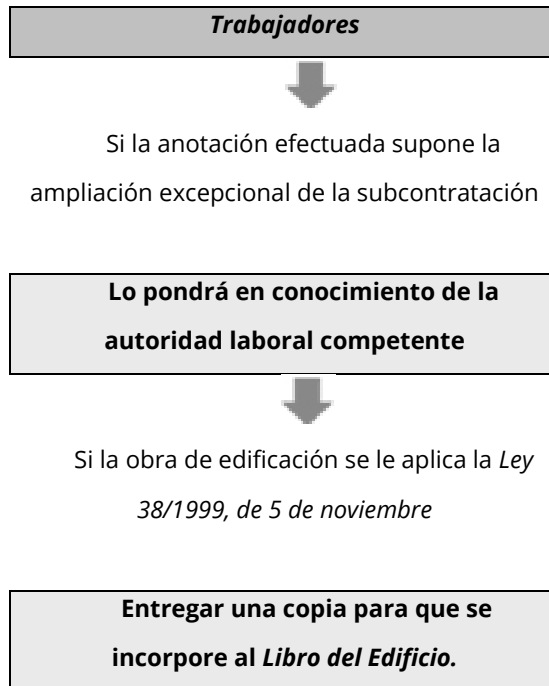 Trabajadores
Si la anotación efectuada supone la
ampliación excepcional de la subcontratación
Lo pondrá en conocimiento de la
autoridad laboral competente
Si la obra de edificación se le aplica la Ley
38/1999, de 5 de noviembre
Entregar una copia para que se
incorpore al Libro del Edificio.